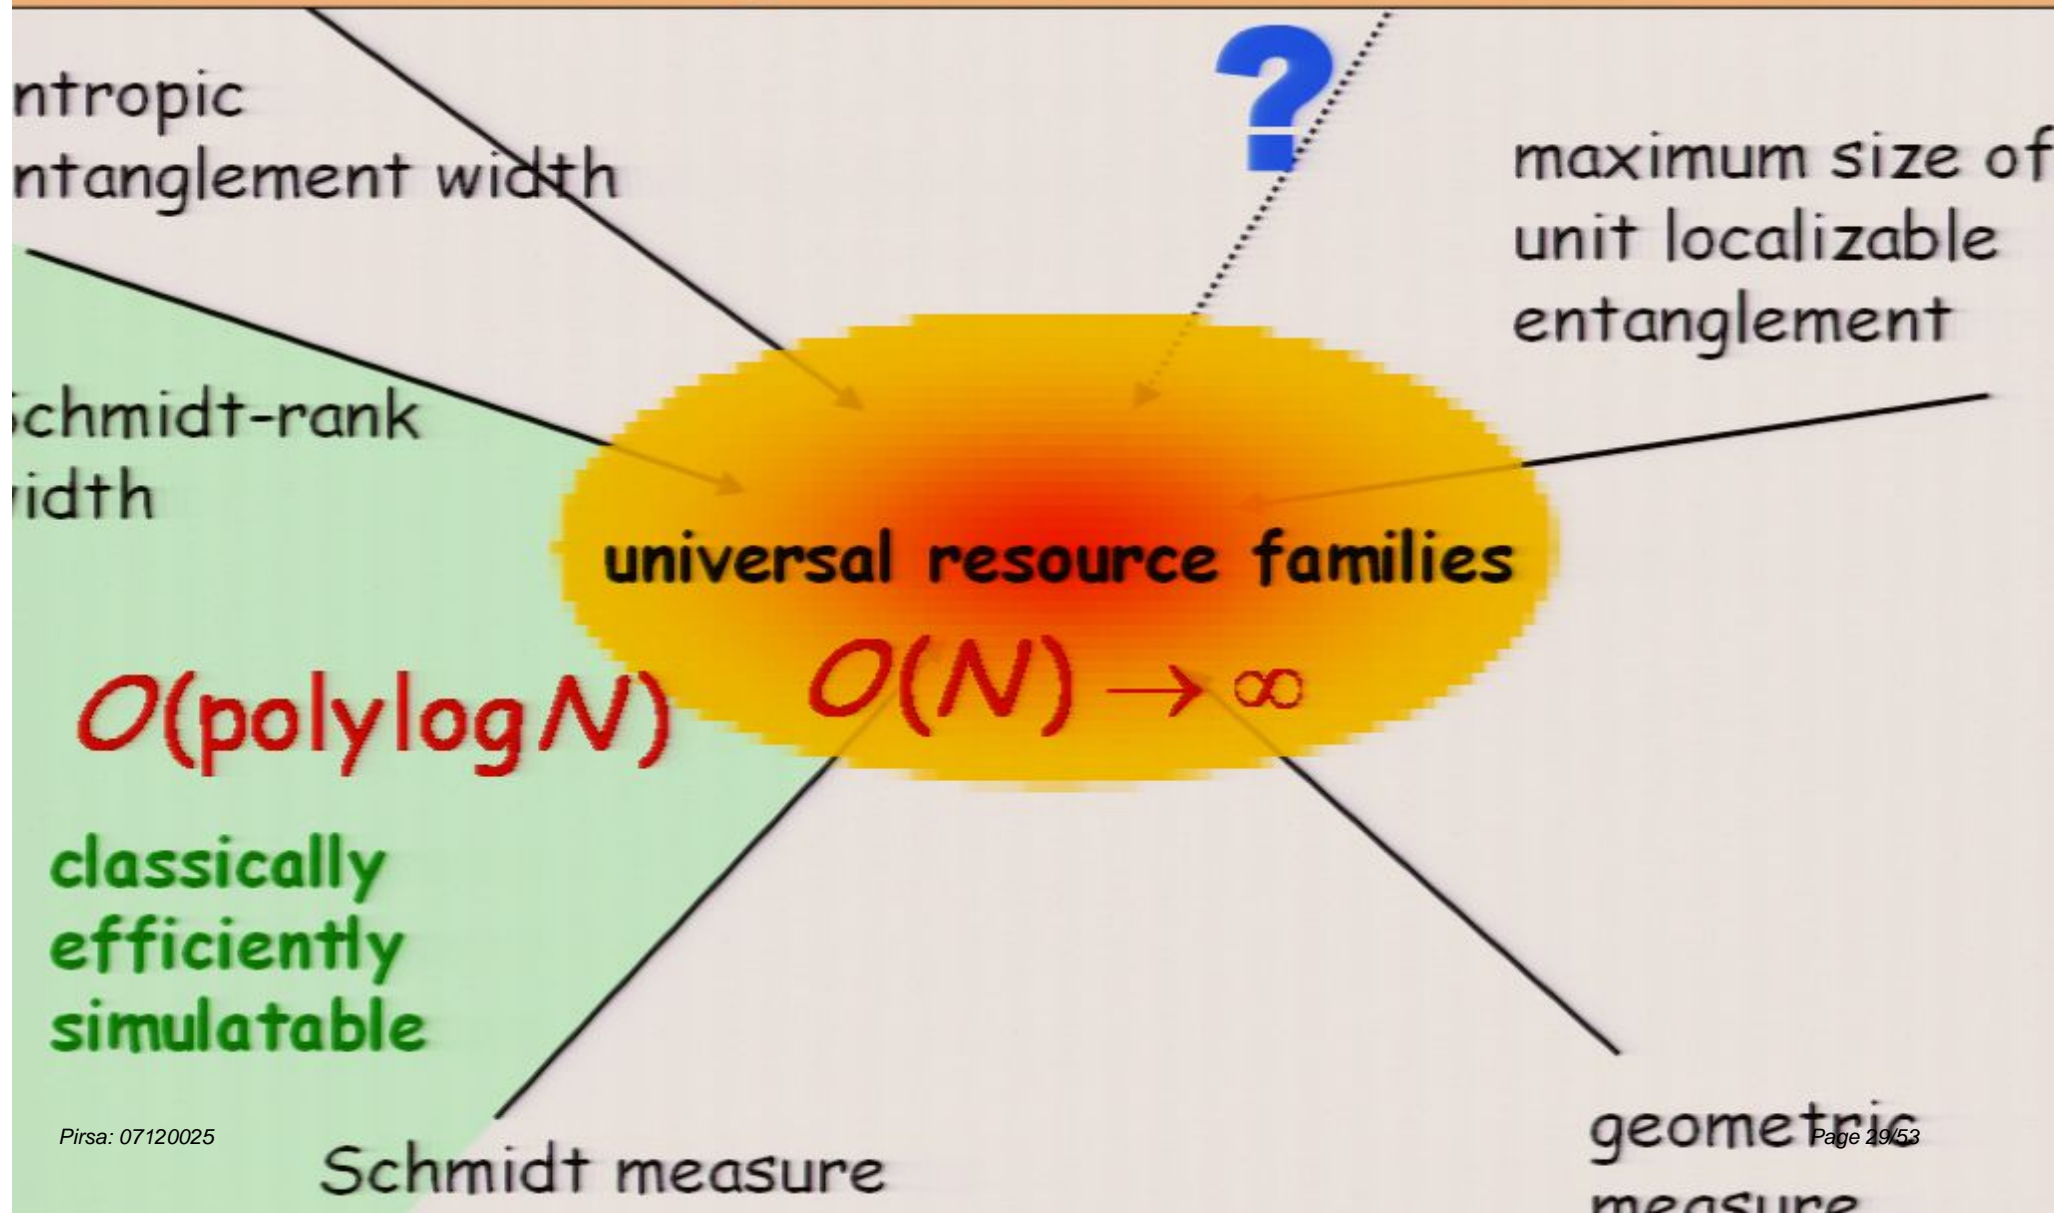 ntropic
ntanglement width
?
maximum size of
unit localizable
entanglement
chmidt-rank
idth
universal resource families
O(polylog N)
O(N) → ∞
classically
efficiently
simulatable
Schmidt measure
geometric
measure
Pirsa: 07120025
Page 29/53